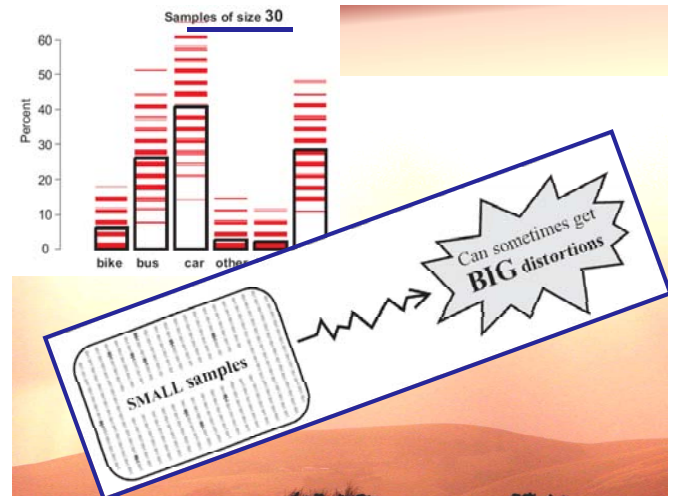 Samples of size 30
60
50
40
30
20
10
0
Percent
bike bus car other
SMALL samples
Can sometimes get
BIG distortions